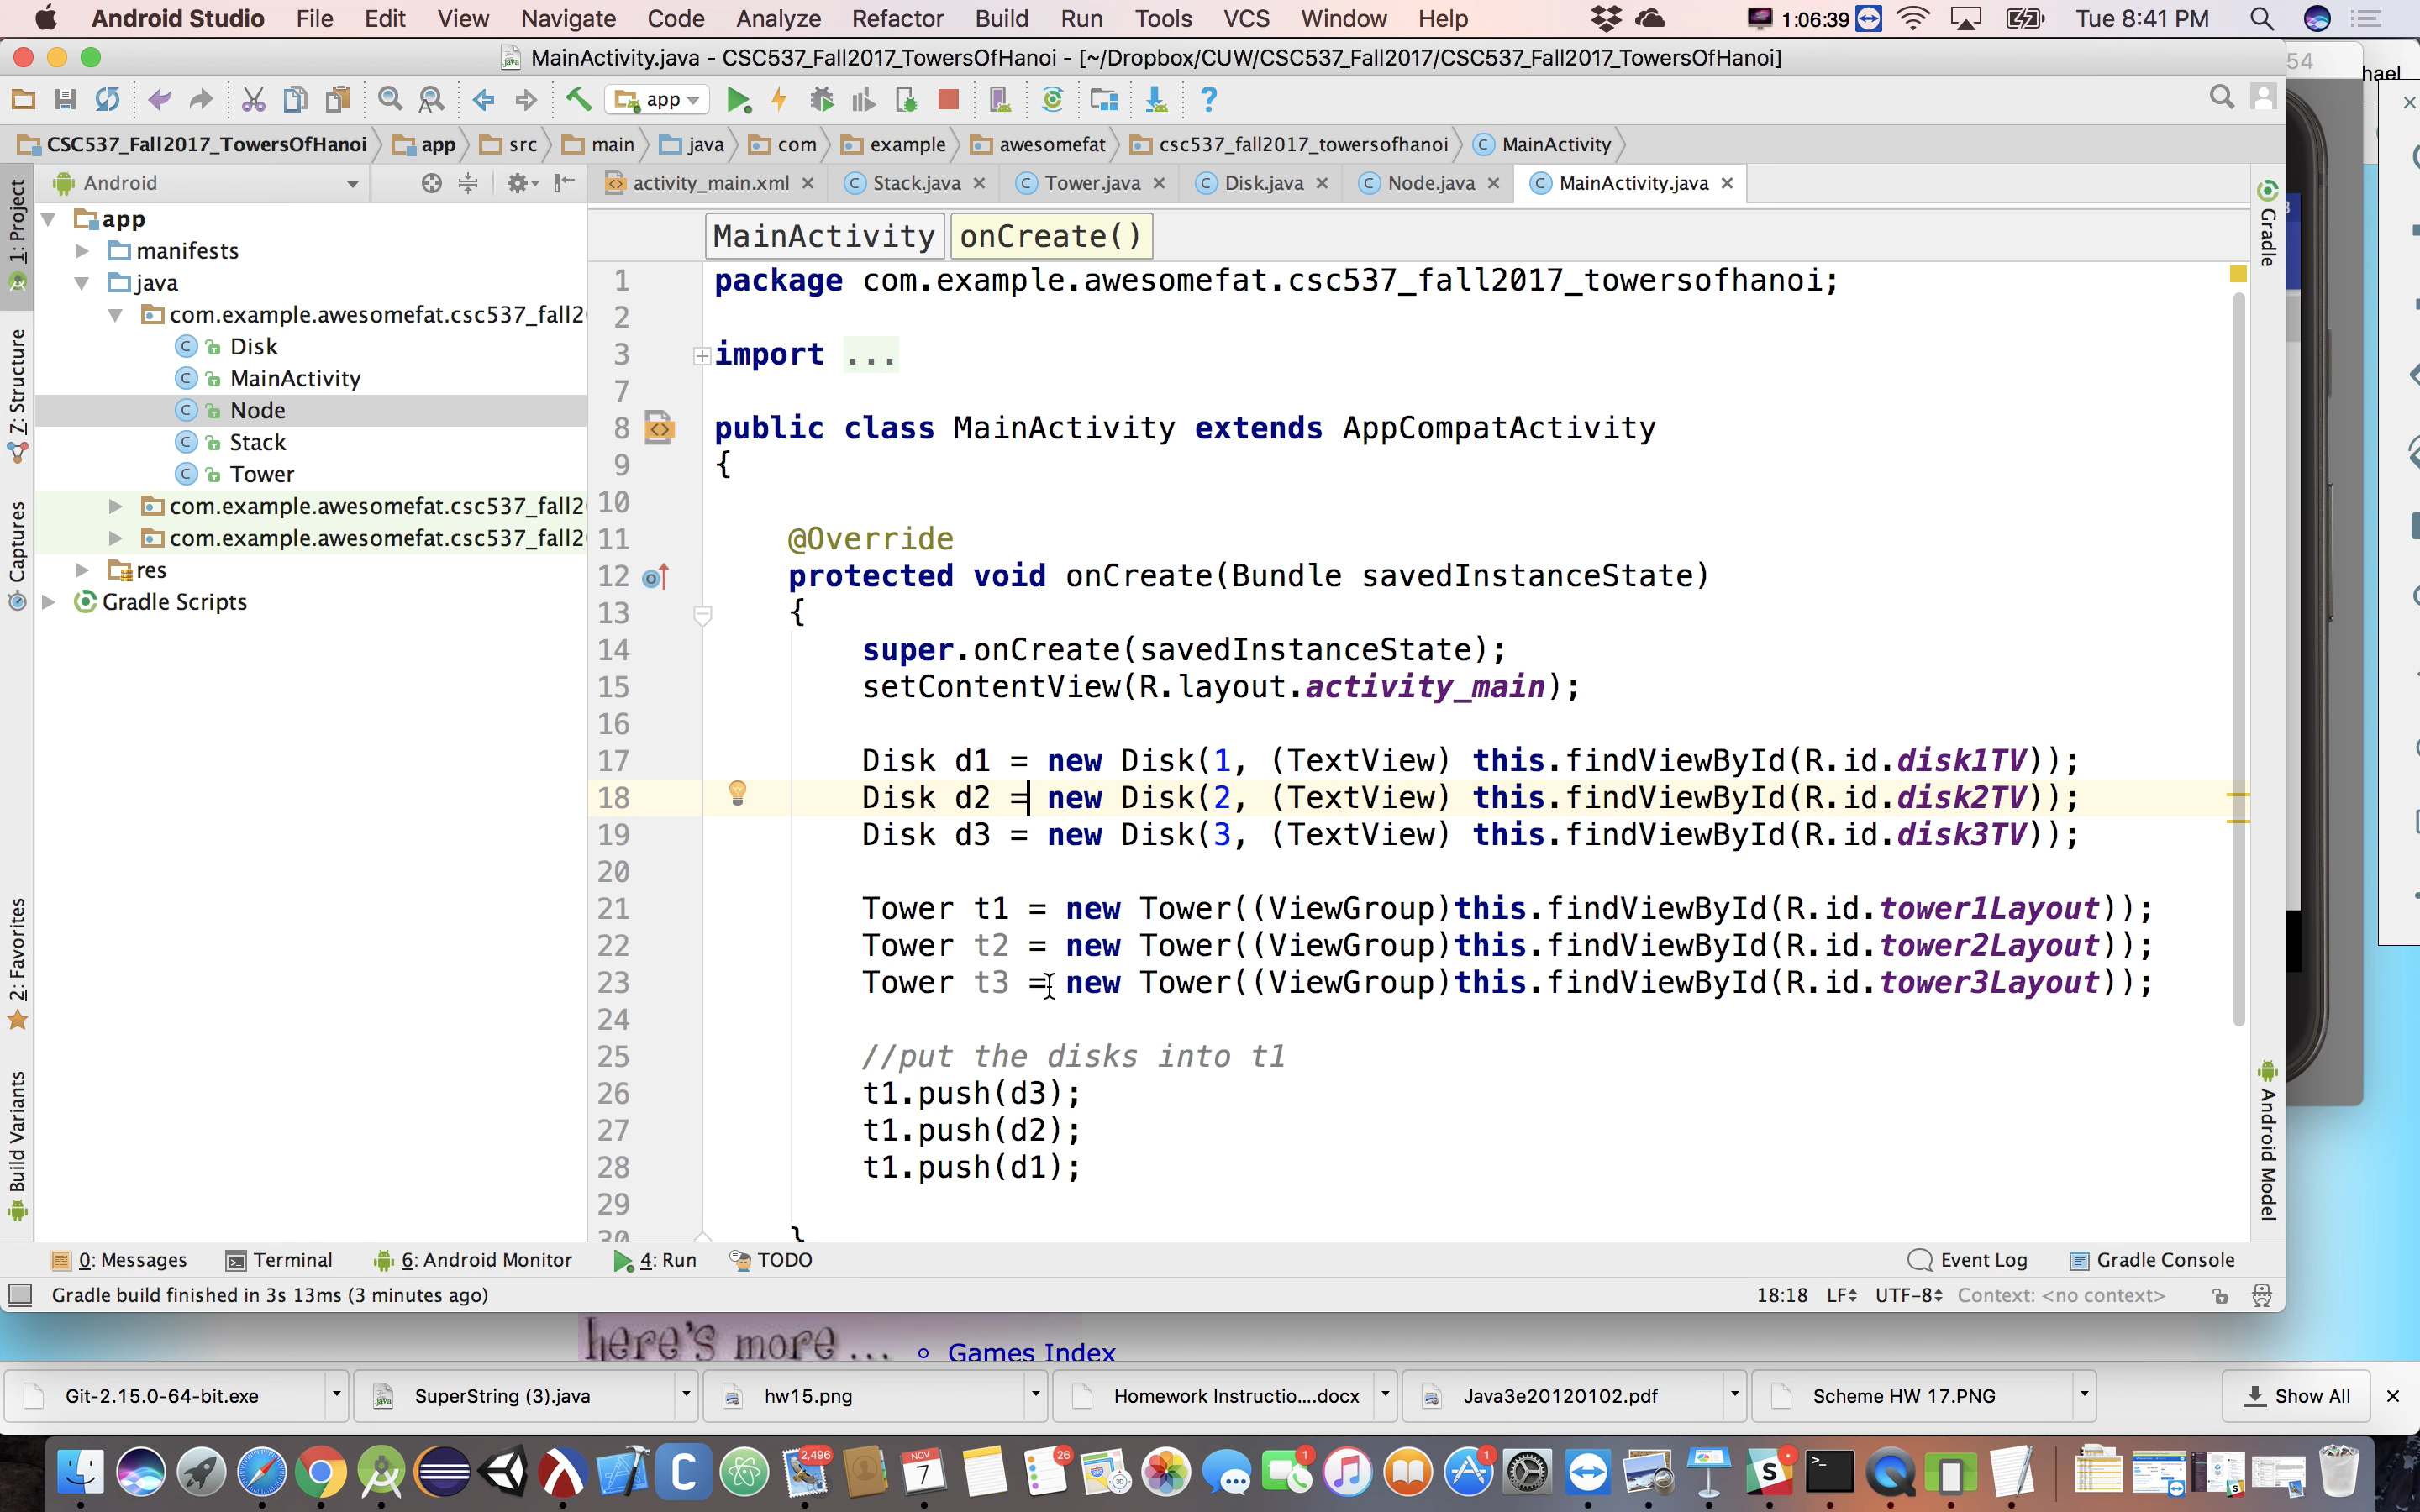 Android Studio File Edit View Navigate Code Analyze Refactor Build Run Tools VCS Window Help 1:06:39 Tue 8:41 PM
MainActivity.java - CSC537_Fall2017_TowersOfHanoi - [~/Dropbox/CUW/CSC537_Fall2017/CSC537_Fall2017_TowersOfHanoi]
54
hael
app
CSC537_Fall2017_TowersOfHanoi app src main java com example awesomefat csc537_fall2017_towersofhanoi MainActivity
Android
activity_main.xml Stack.java Tower.java Disk.java Node.java MainActivity.java
1: Project
Z: Structure
Captures
2: Favorites
Build Variants
app
manifests
java
com.example.awesomefat.csc537_fall2
Disk
MainActivity
Node
Stack
Tower
com.example.awesomefat.csc537_fall2
com.example.awesomefat.csc537_fall2
res
Gradle Scripts
MainActivity onCreate()
1 package com.example.awesomefat.csc537_fall2017_towersofhanoi;
2
3 import ...
7
8 public class MainActivity extends AppCompatActivity
9 {
10
11 @Override
12 protected void onCreate(Bundle savedInstanceState)
13 {
14 super.onCreate(savedInstanceState);
15 setContentView(R.layout.activity_main);
16
17 Disk d1 = new Disk(1, (TextView) this.findViewById(R.id.disk1TV));
18 Disk d2 = new Disk(2, (TextView) this.findViewById(R.id.disk2TV));
19 Disk d3 = new Disk(3, (TextView) this.findViewById(R.id.disk3TV));
20
21 Tower t1 = new Tower((ViewGroup)this.findViewById(R.id.tower1Layout));
22 Tower t2 = new Tower((ViewGroup)this.findViewById(R.id.tower2Layout));
23 Tower t3 = new Tower((ViewGroup)this.findViewById(R.id.tower3Layout));
24
25 //put the disks into t1
26 t1.push(d3);
27 t1.push(d2);
28 t1.push(d1);
29
30 }
Gradle
Android Model
0: Messages Terminal 6: Android Monitor 4: Run TODO Event Log Gradle Console
Gradle build finished in 3s 13ms (3 minutes ago) 18:18 LF UTF-8 Context: <no context>
here's more ... Games Index
Git-2.15.0-64-bit.exe SuperString (3).java hw15.png Homework Instructio....docx Java3e20120102.pdf Scheme HW 17.PNG Show All
2,496 NOV 7 26 1 1